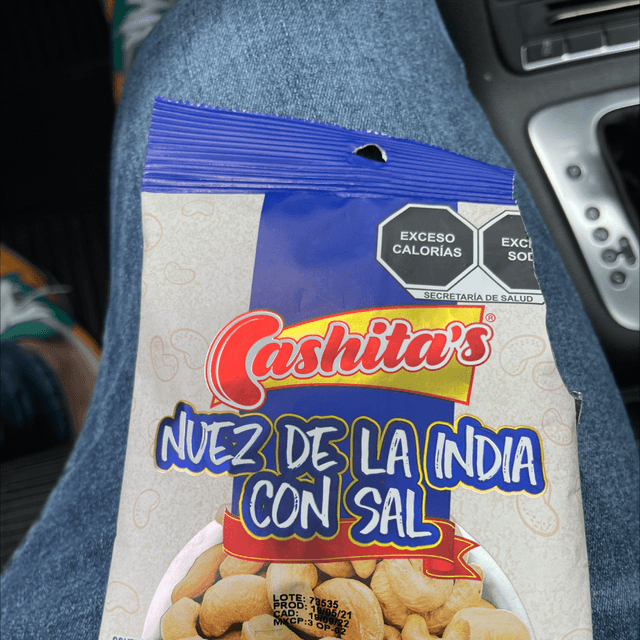 EXCESO
CALORÍAS
SECRETARÍA DE SALUD
Cashita's®
NUEZ DE LA INDIA
CON SAL
LOTE:
PROD:
CAD: